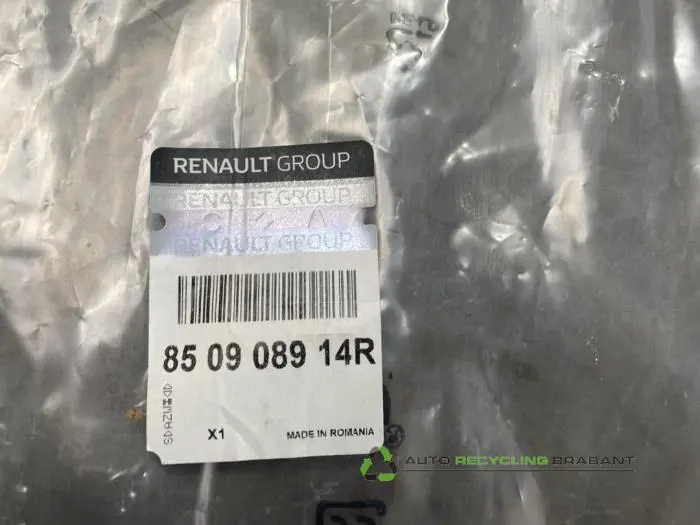 RENAULT GROUP
RENAULT GROUP
RENAULT GROUP
85 09 089 14R
X1
MADE IN ROMANIA
AUTO RECYCLING BRABANT